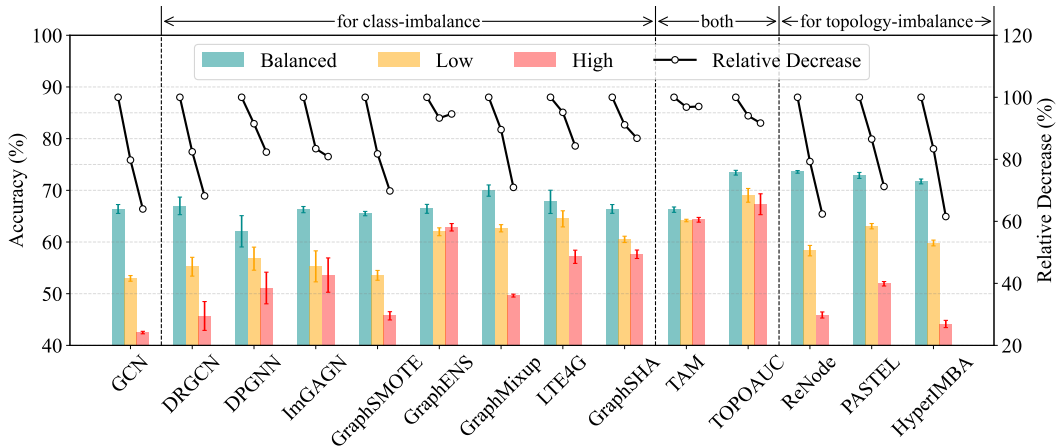 for class-imbalance
both
for topology-imbalance
Balanced
Low
High
Relative Decrease
Accuracy (%)
100
90
80
70
60
50
40
120
100
80
60
40
20
Relative Decrease (%)
GCN
DRGCN
DPGNN
ImGAGN
GraphSMOTE
GraphENS
GraphMixup
LTE4G
GraphSHA
TAM
TOPOAUC
ReNode
PASTEL
HyperIMBA